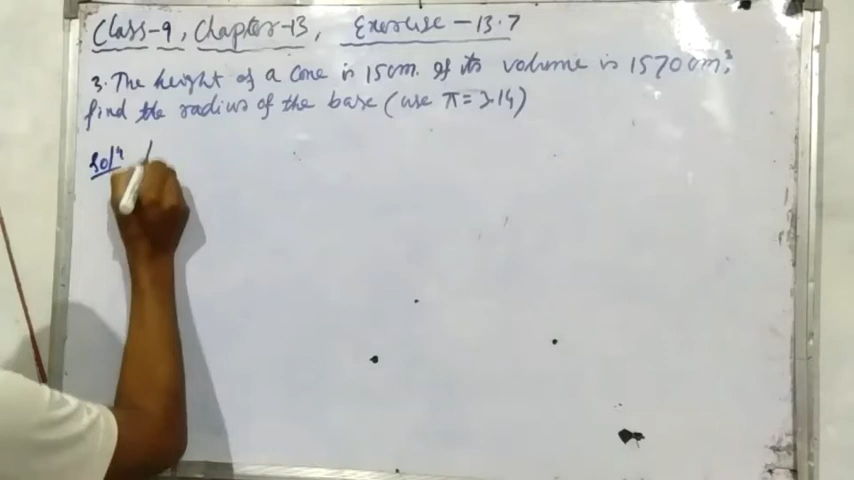 Class-9, Chapter-13, Exercise-13.7
3. The height of a cone is 15cm. If its volume is 1570cm³,
find the radius of the base (use π = 3.14)
Solⁿ